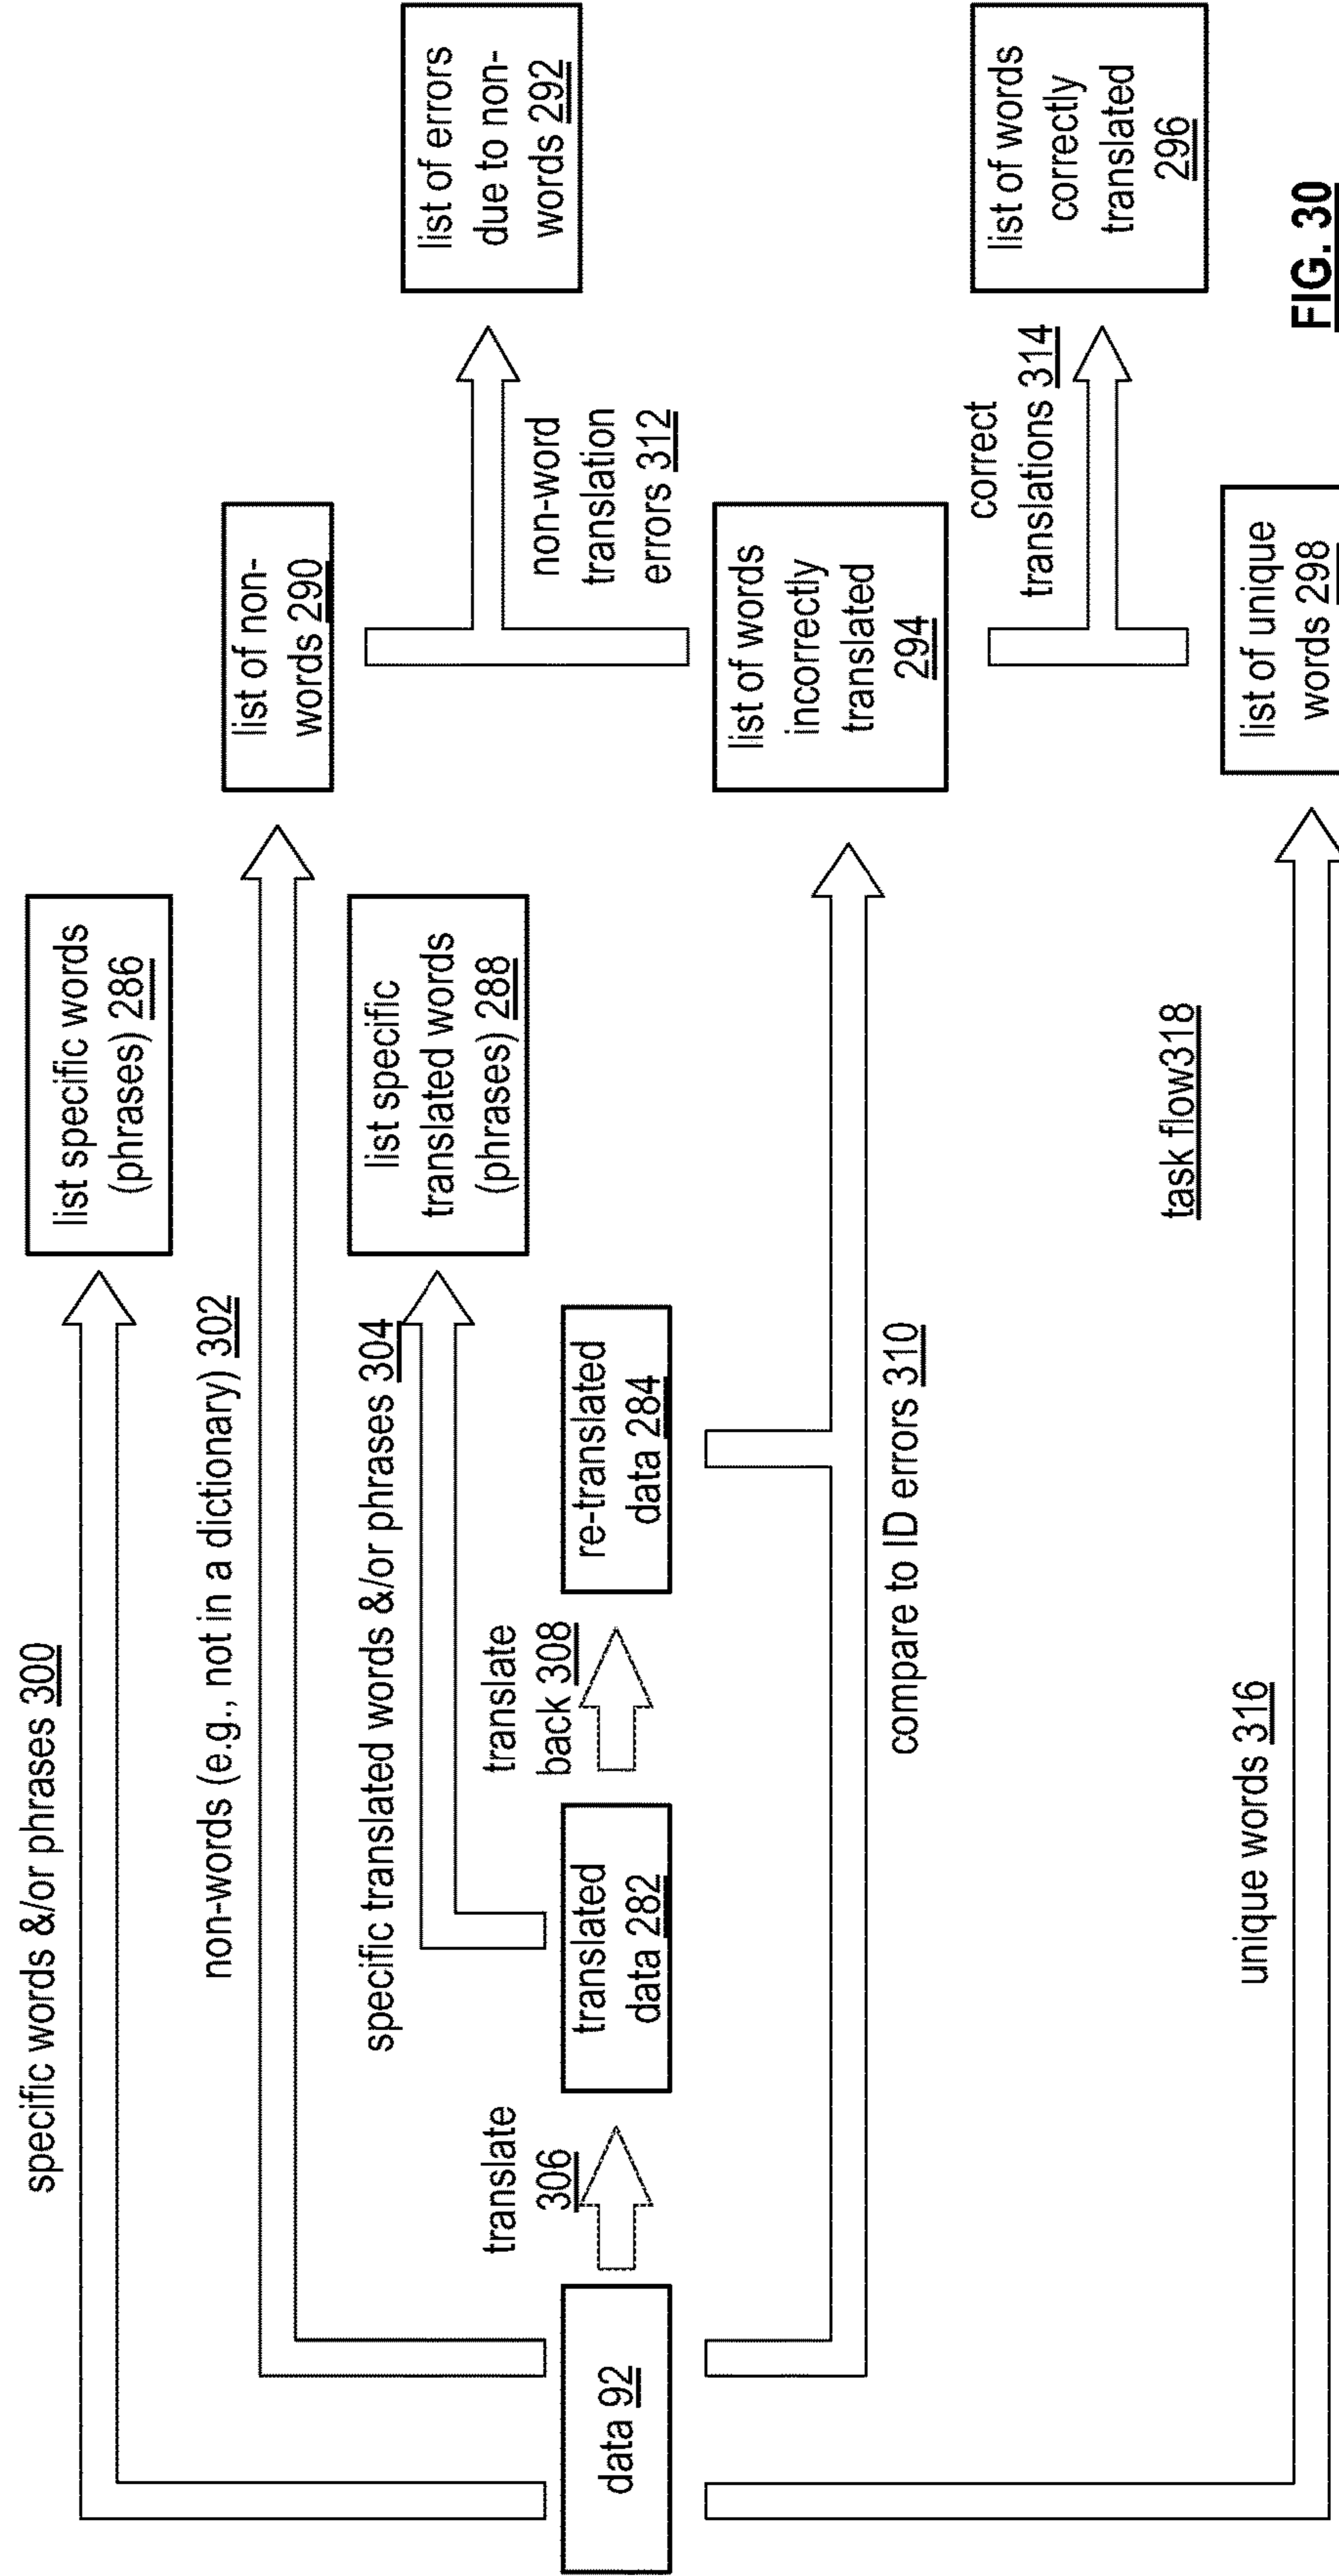 specific words &/or phrases 300
list specific words
(phrases) 286
non-words (e.g., not in a dictionary) 302
list of non-
words 290
specific translated words &/or phrases 304
list specific
translated words
(phrases) 288
list of errors
due to non-
words 292
non-word
translation
errors 312
data 92
translate
306
translated
data 282
translate
back 308
re-translated
data 284
compare to ID errors 310
list of words
incorrectly
translated
294
correct
translations 314
list of words
correctly
translated
296
task flow318
unique words 316
list of unique
words 298
FIG. 30